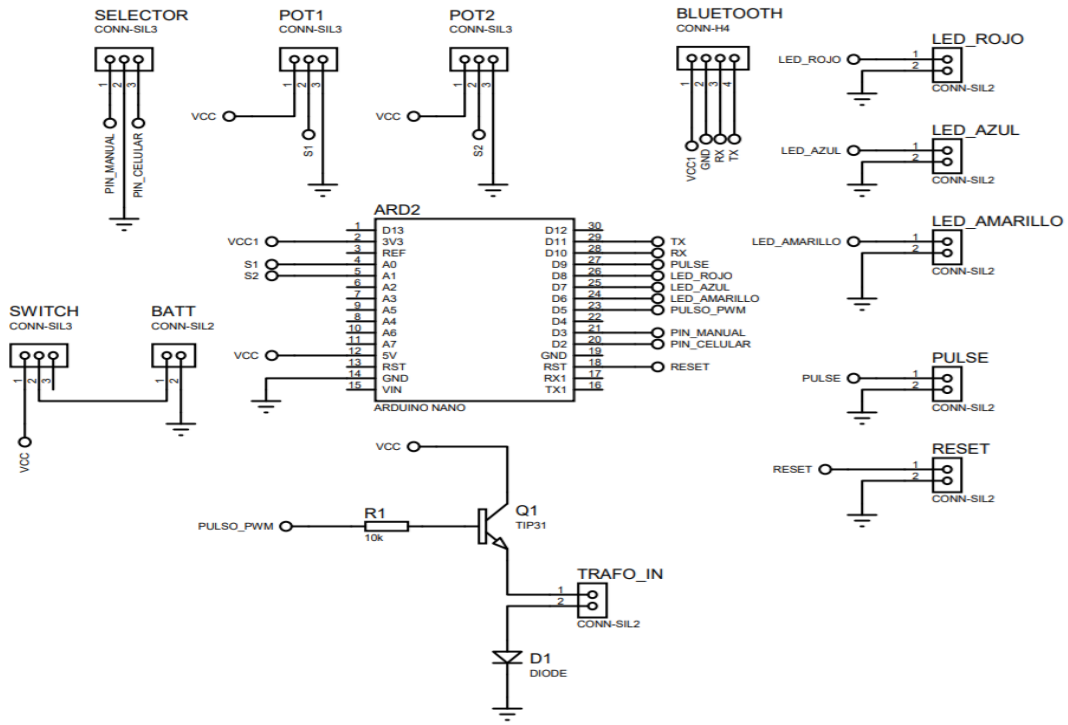 SELECTOR
CONN-SIL3
1
2
3
PIN_MANUAL
PIN_CELULAR
POT1
CONN-SIL3
1
2
3
VCC
S1
POT2
CONN-SIL3
1
2
3
VCC
S2
BLUETOOTH
CONN-H4
1
2
3
4
VCC1
GND
RX
TX
LED_ROJO
LED_ROJO
1
2
CONN-SIL2
LED_AZUL
LED_AZUL
1
2
CONN-SIL2
LED_AMARILLO
LED_AMARILLO
1
2
CONN-SIL2
ARD2
1 D13 D12 30
VCC1 2 3V3 D11 29 TX
3 REF D10 28 RX
S1 4 A0 D9 27 PULSE
S2 5 A1 D8 26 LED_ROJO
6 A2 D7 25 LED_AZUL
7 A3 D6 24 LED_AMARILLO
9 A5 D5 23 PULSO_PWM
8 A4 D4 22
10 A6 D3 21 PIN_MANUAL
11 A7 D2 20 PIN_CELULAR
VCC 12 5V GND 19
13 RST RST 18 RESET
14 GND RX1 17
15 VIN TX1 16
ARDUINO NANO
SWITCH
CONN-SIL3
1
2
3
VCC
BATT
CONN-SIL2
1
2
PULSE
PULSE
1
2
CONN-SIL2
RESET
RESET
1
2
CONN-SIL2
VCC
PULSO_PWM
R1
10k
Q1
TIP31
TRAFO_IN
1
2
CONN-SIL2
D1
DIODE